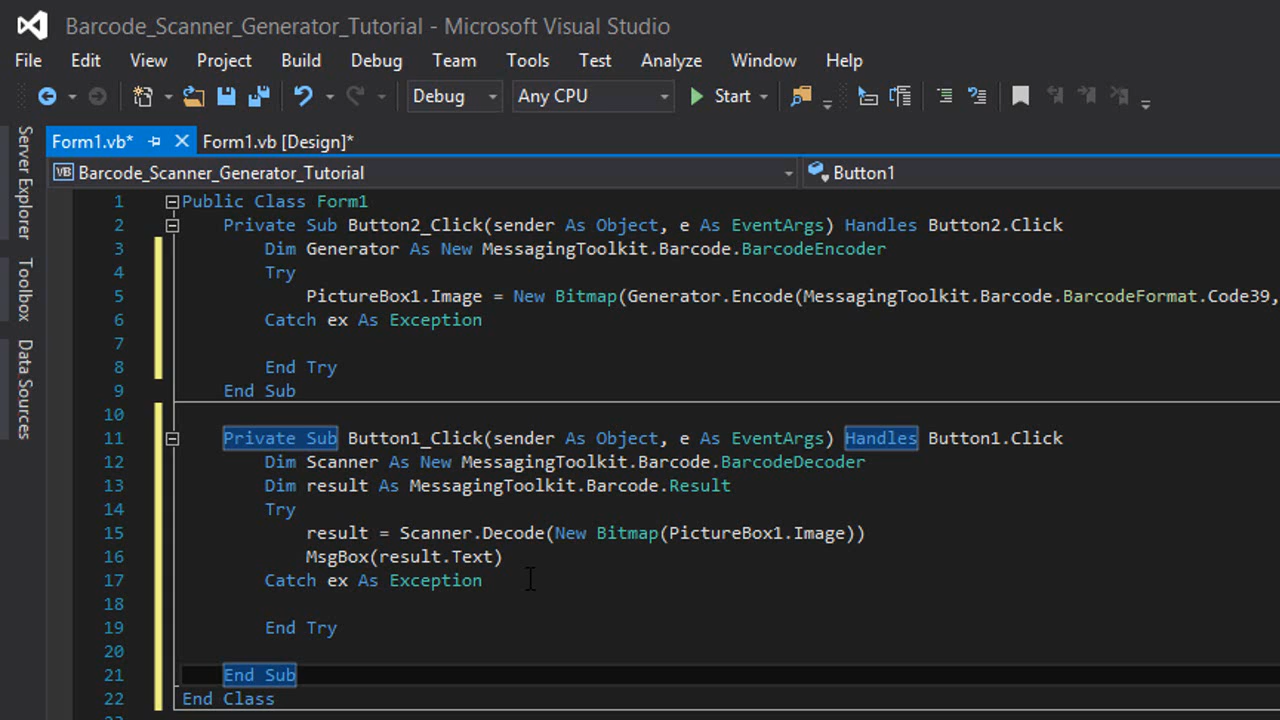 Barcode_Scanner_Generator_Tutorial - Microsoft Visual Studio
File Edit View Project Build Debug Team Tools Test Analyze Window Help
Debug Any CPU Start
Form1.vb* Form1.vb [Design]*
Server Explorer
Toolbox
Data Sources
VB Barcode_Scanner_Generator_Tutorial Button1
1 Public Class Form1
2 Private Sub Button2_Click(sender As Object, e As EventArgs) Handles Button2.Click
3 Dim Generator As New MessagingToolkit.Barcode.BarcodeEncoder
4 Try
5 PictureBox1.Image = New Bitmap(Generator.Encode(MessagingToolkit.Barcode.BarcodeFormat.Code39,
6 Catch ex As Exception
7
8 End Try
9 End Sub
10
11 Private Sub Button1_Click(sender As Object, e As EventArgs) Handles Button1.Click
12 Dim Scanner As New MessagingToolkit.Barcode.BarcodeDecoder
13 Dim result As MessagingToolkit.Barcode.Result
14 Try
15 result = Scanner.Decode(New Bitmap(PictureBox1.Image))
16 MsgBox(result.Text)
17 Catch ex As Exception
18
19 End Try
20
21 End Sub
22 End Class